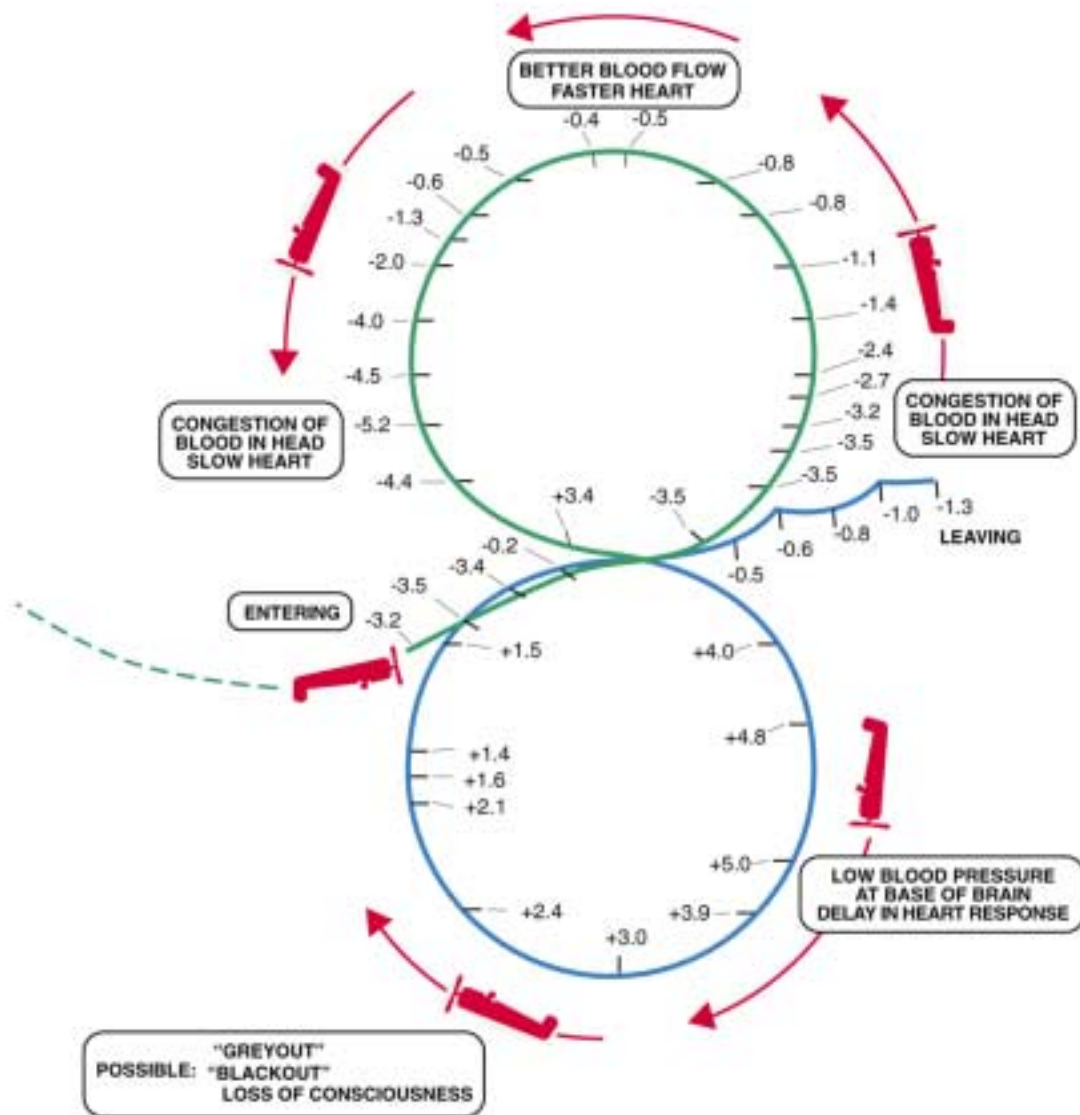 BETTER BLOOD FLOW
FASTER HEART
-0.4
-0.5
-0.5
-0.8
-0.6
-0.8
-1.3
-1.1
-2.0
-1.4
-4.0
-2.4
-4.5
-2.7
CONGESTION OF
BLOOD IN HEAD
SLOW HEART
-5.2
-3.2
CONGESTION OF
BLOOD IN HEAD
SLOW HEART
-3.5
-4.4
-3.5
+3.4
-3.5
-1.3
-1.0
-0.8
-0.6
-0.5
LEAVING
-0.2
-3.4
-3.5
-3.2
ENTERING
+1.5
+4.0
+1.4
+4.8
+1.6
+2.1
+5.0
LOW BLOOD PRESSURE
AT BASE OF BRAIN
DELAY IN HEART RESPONSE
+2.4
+3.9
+3.0
"GREYOUT"
POSSIBLE: "BLACKOUT"
LOSS OF CONSCIOUSNESS